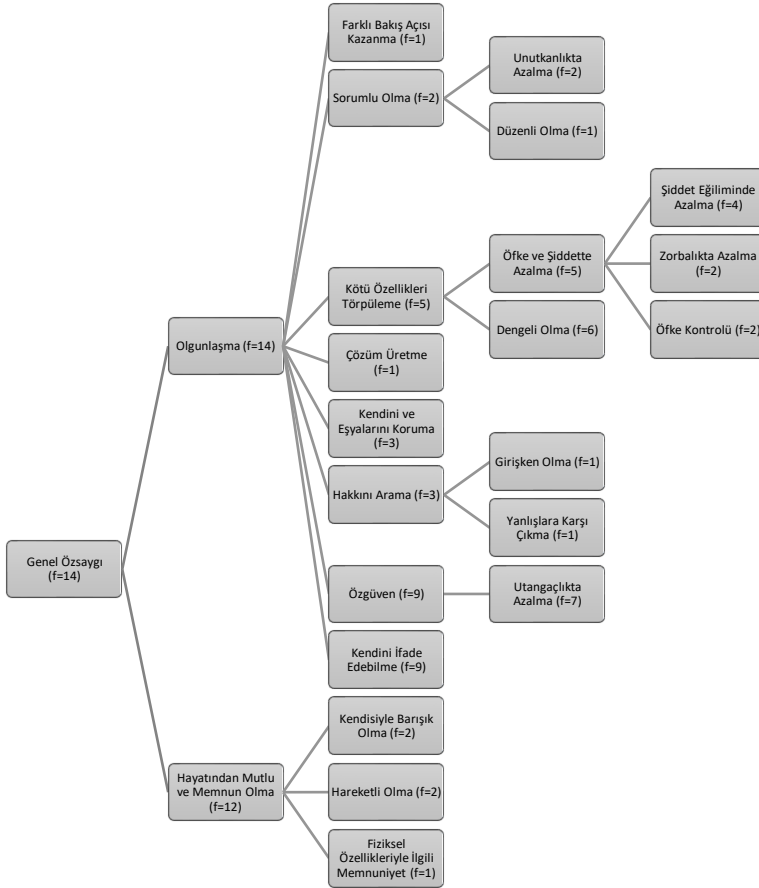 Farklı Bakış Açısı
Kazanma (f=1)
Sorumlu Olma (f=2)
Unutkanlıkta
Azalma (f=2)
Düzenli Olma (f=1)
Şiddet Eğiliminde
Azalma (f=4)
Öfke ve Şiddette
Azalma (f=5)
Zorbalıkta Azalma
(f=2)
Kötü Özellikleri
Törpüleme (f=5)
Dengeli Olma (f=6)
Öfke Kontrolü (f=2)
Olgunlaşma (f=14)
Çözüm Üretme
(f=1)
Kendini ve
Eşyalarını Koruma
(f=3)
Hakkını Arama (f=3)
Girişken Olma (f=1)
Yanlışlara Karşı
Çıkma (f=1)
Genel Özsaygı
(f=14)
Özgüven (f=9)
Utangaçlıkta
Azalma (f=7)
Kendini İfade
Edebilme (f=9)
Kendisiyle Barışık
Olma (f=2)
Hayatından Mutlu
ve Memnun Olma
(f=12)
Hareketli Olma (f=2)
Fiziksel
Özellikleriyle İlgili
Memnuniyet (f=1)